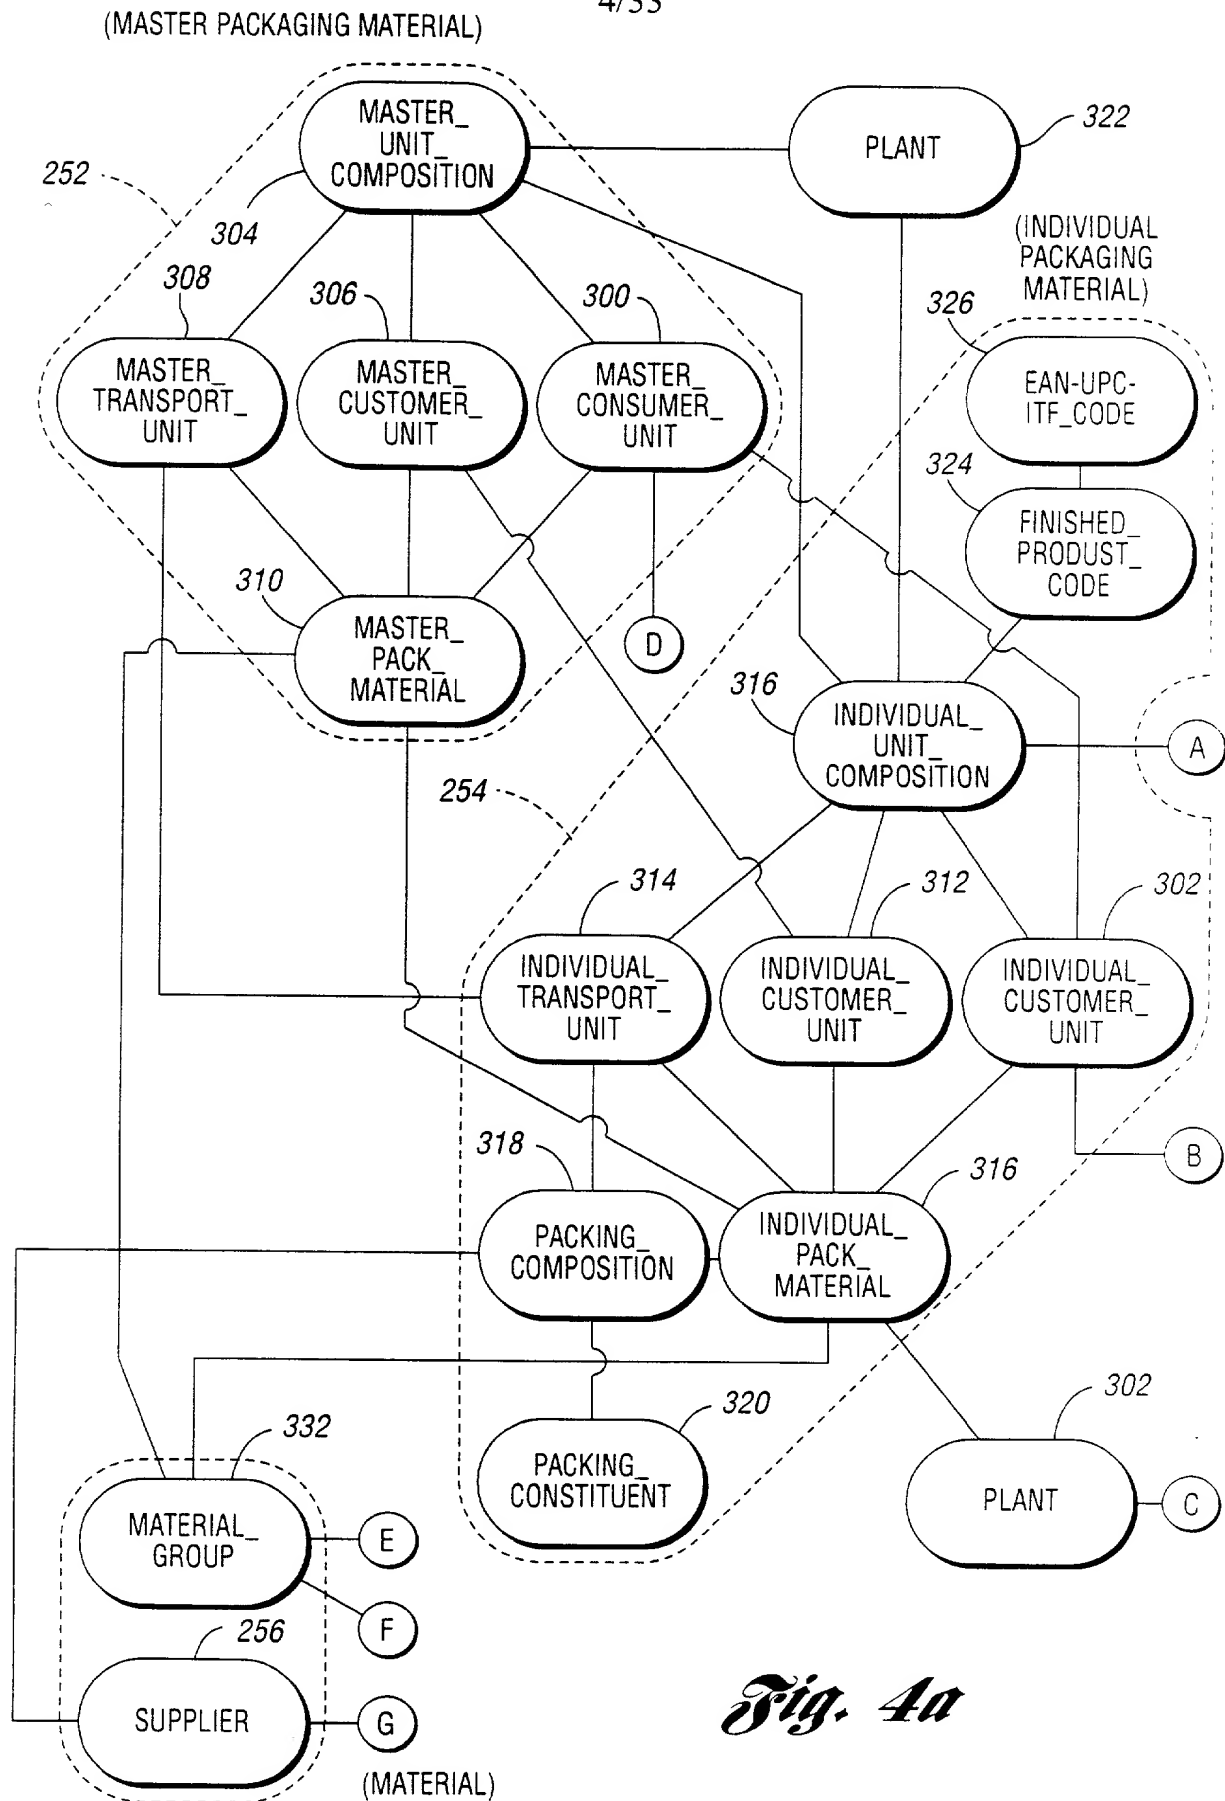 4/33
(MASTER PACKAGING MATERIAL)
MASTER_
UNIT_
COMPOSITION
PLANT
322
252
304
(INDIVIDUAL
PACKAGING
MATERIAL)
308
306
300
326
MASTER_
TRANSPORT_
UNIT
MASTER_
CUSTOMER_
UNIT
MASTER_
CONSUMER_
UNIT
EAN-UPC-
ITF_CODE
324
FINISHED_
PRODUST_
CODE
310
MASTER_
PACK_
MATERIAL
D
316
INDIVIDUAL_
UNIT_
COMPOSITION
A
254
314
312
302
INDIVIDUAL_
TRANSPORT_
UNIT
INDIVIDUAL_
CUSTOMER_
UNIT
INDIVIDUAL_
CUSTOMER_
UNIT
318
B
316
PACKING_
COMPOSITION
INDIVIDUAL_
PACK_
MATERIAL
332
320
302
PACKING_
CONSTITUENT
PLANT
C
MATERIAL_
GROUP
E
F
256
SUPPLIER
G
(MATERIAL)
Fig. 4a